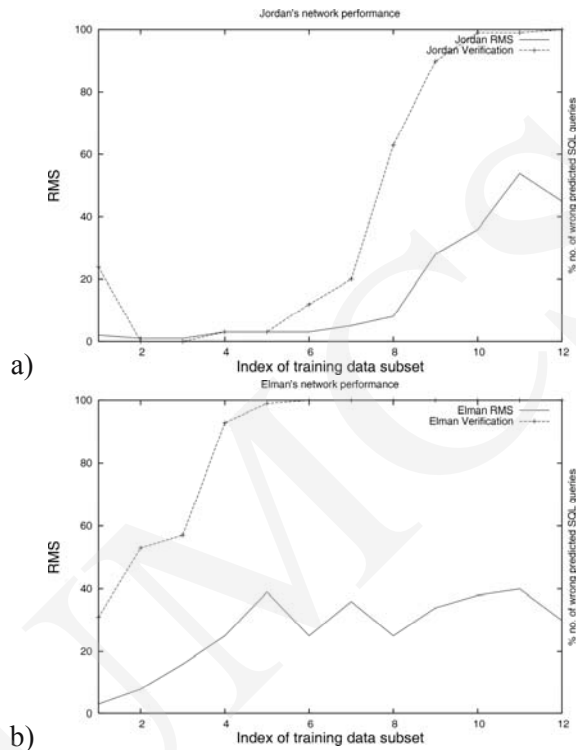 Jordan's network performance
100
80
60
40
20
0
RMS
Jordan RMS
Jordan Verification
% no. of wrong predicted SQL queries
2 4 6 8 10 12
Index of training data subset
a)
Elman's network performance
100
80
60
40
20
0
RMS
Elman RMS
Elman Verification
% no. of wrong predicted SQL queries
2 4 6 8 10 12
Index of training data subset
b)
JMCS